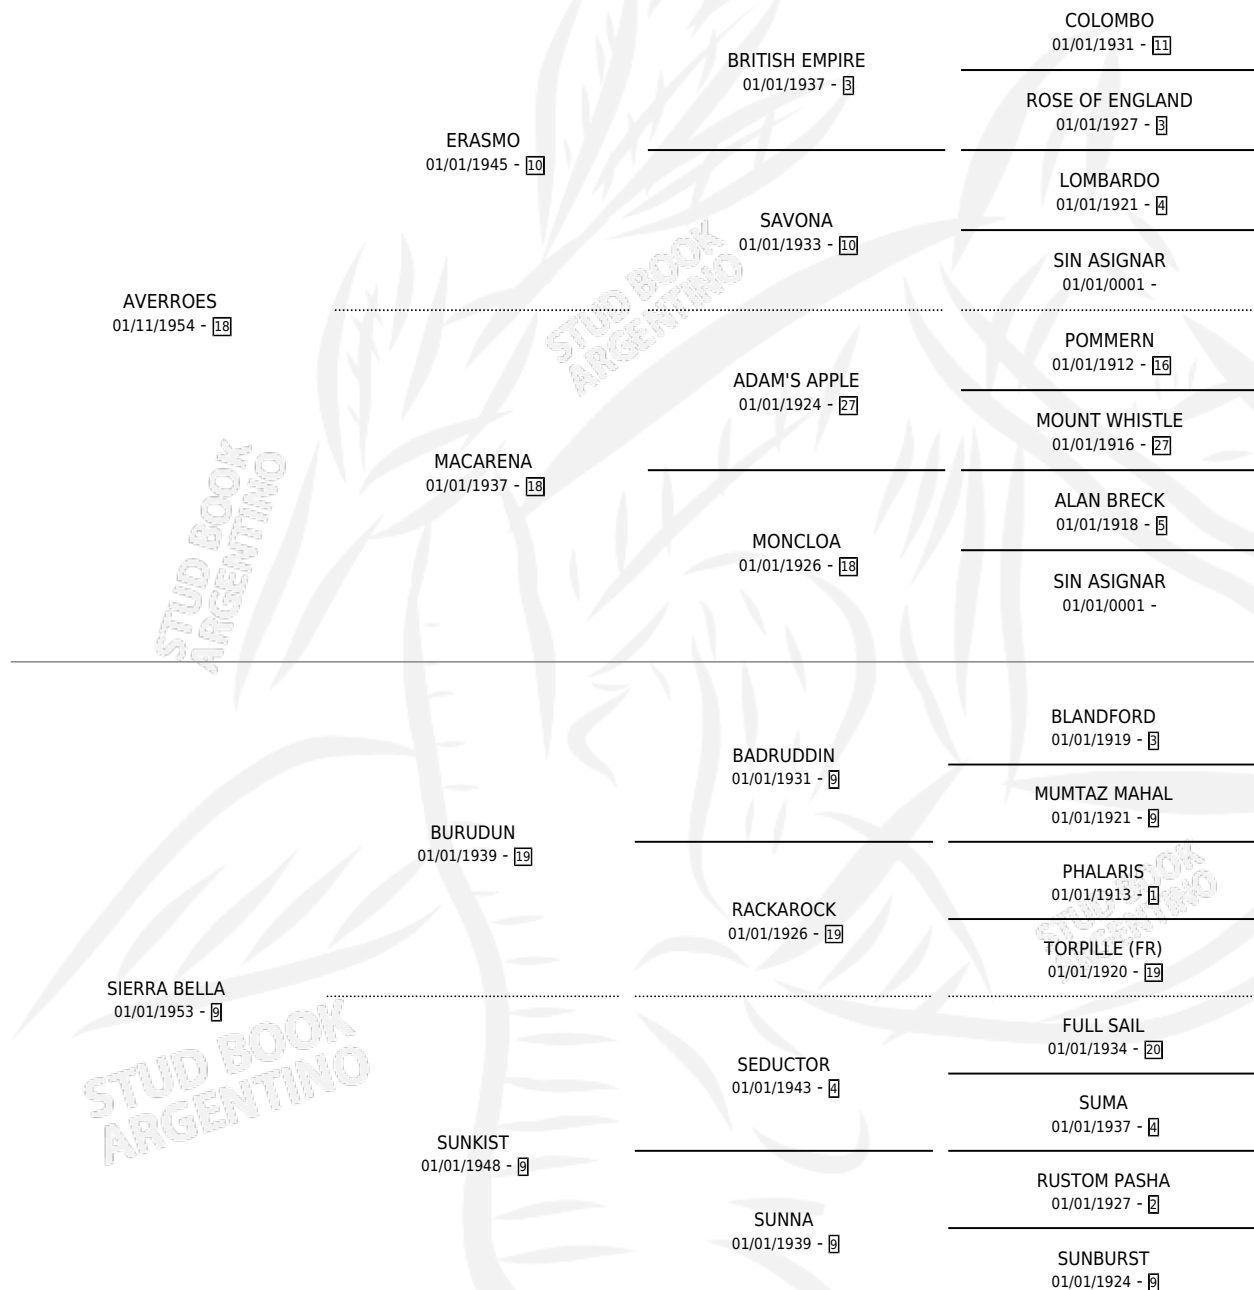 COLOMBO
01/01/1931 - 11
BRITISH EMPIRE
01/01/1937 - 3
ROSE OF ENGLAND
01/01/1927 - 3
ERASMO
01/01/1945 - 10
LOMBARDO
01/01/1921 - 4
SAVONA
01/01/1933 - 10
SIN ASIGNAR
01/01/0001 -
AVERROES
01/11/1954 - 18
STUD BOOK
ARGENTINO
POMMERN
01/01/1912 - 16
ADAM'S APPLE
01/01/1924 - 27
MOUNT WHISTLE
01/01/1916 - 27
MACARENA
01/01/1937 - 18
ALAN BRECK
01/01/1918 - 5
MONCLOA
01/01/1926 - 18
SIN ASIGNAR
01/01/0001 -
STUD BOOK
ARGENTINO
BLANDFORD
01/01/1919 - 3
BADRUDDIN
01/01/1931 - 9
MUMTAZ MAHAL
01/01/1921 - 9
BURUDUN
01/01/1939 - 19
PHALARIS
01/01/1913 - 1
RACKAROCK
01/01/1926 - 19
STUD BOOK
ARGENTINO
TORPILLE (FR)
01/01/1920 - 19
SIERRA BELLA
01/01/1953 - 9
STUD BOOK
ARGENTINO
FULL SAIL
01/01/1934 - 20
SEDUCTOR
01/01/1943 - 4
SUMA
01/01/1937 - 4
SUNKIST
01/01/1948 - 9
RUSTOM PASHA
01/01/1927 - 2
SUNNA
01/01/1939 - 9
SUNBURST
01/01/1924 - 9